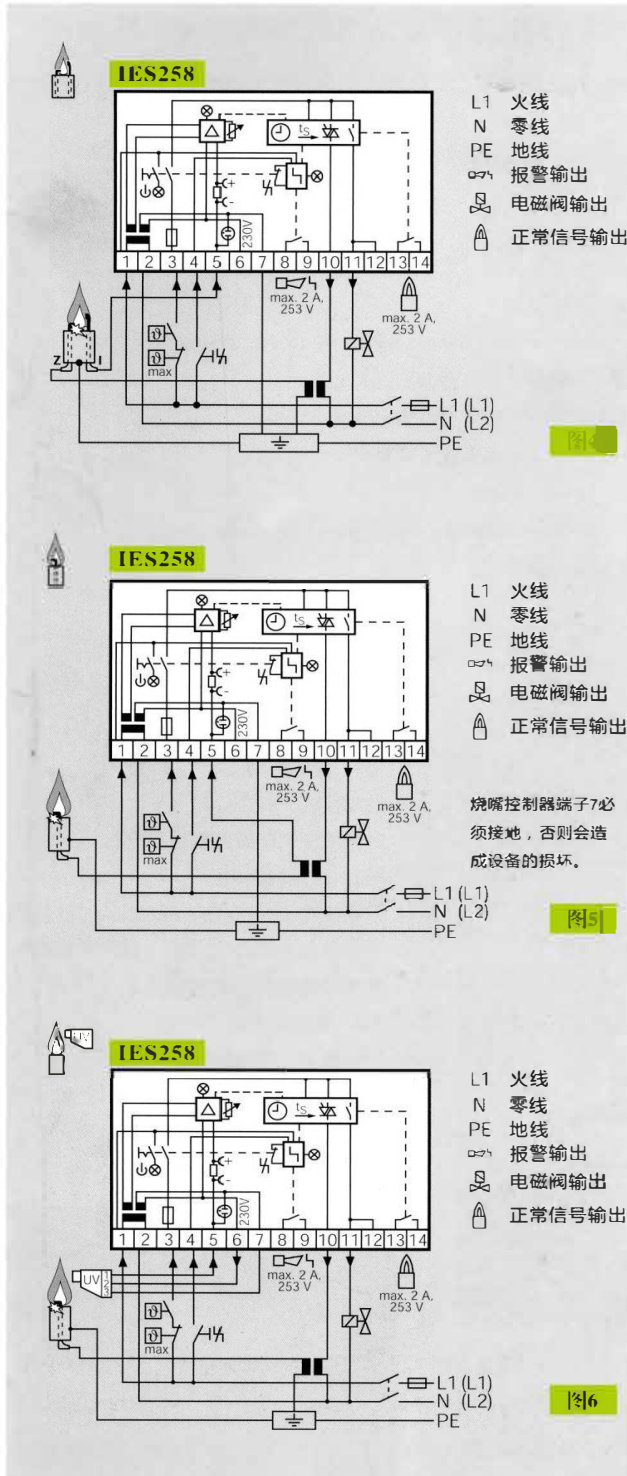 IES258
230V
1 2 3 4 5 6 7 8 9 10 11 12 13 14
max. 2 A,
253 V
max. 2 A,
253 V
Z I
max
L1 (L1)
N (L2)
PE
L1 火线
N 零线
PE 地线
报警输出
电磁阀输出
正常信号输出
IES258
230V
1 2 3 4 5 6 7 8 9 10 11 12 13 14
max. 2 A,
253 V
max. 2 A,
253 V
max
L1 (L1)
N (L2)
PE
L1 火线
N 零线
PE 地线
报警输出
电磁阀输出
正常信号输出
烧嘴控制器端子7必
须接地，否则会造
成设备的损坏。
图5
UV
IES258
230V
1 2 3 4 5 6 7 8 9 10 11 12 13 14
UV 1 2 3
max. 2 A,
253 V
max. 2 A,
253 V
max
L1 (L1)
N (L2)
PE
L1 火线
N 零线
PE 地线
报警输出
电磁阀输出
正常信号输出
图6